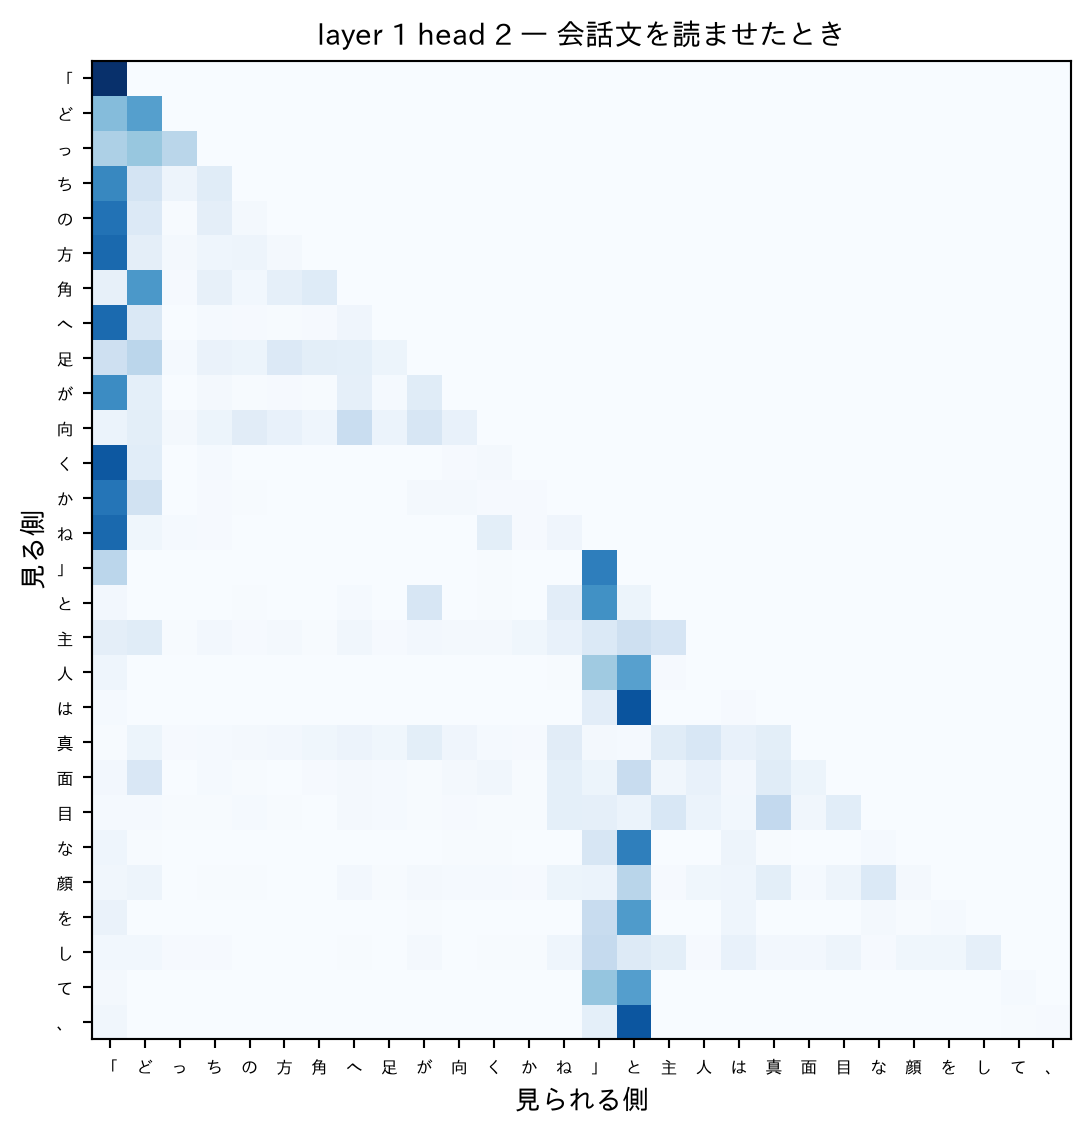 layer 1 head 2 — 会話文を読ませたとき
見る側
「
ど
っ
ち
の
方
角
へ
足
が
向
く
か
ね
」
と
主
人
は
真
面
目
な
顔
を
し
て
、
「 ど っ ち の 方 角 へ 足 が 向 く か ね 」 と 主 人 は 真 面 目 な 顔 を し て 、
見られる側